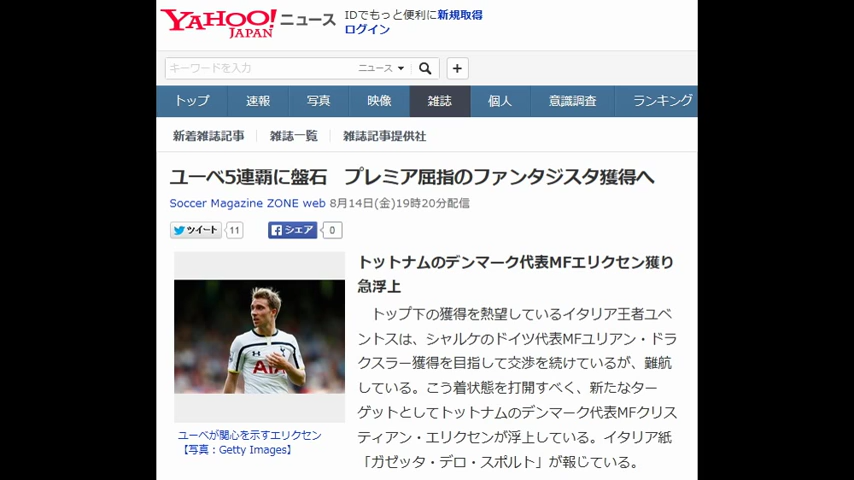 YAHOO! JAPAN ニュース
IDでもっと便利に新規取得
ログイン
キーワードを入力 ニュース ▼ +
トップ 速報 写真 映像 雑誌 個人 意識調査 ランキング
新着雑誌記事 雑誌一覧 雑誌記事提供社
ユーベ5連覇に盤石 プレミア屈指のファンタジスタ獲得へ
Soccer Magazine ZONE web 8月14日(金)19時20分配信
ツイート 11 シェア 0
トットナムのデンマーク代表MFエリクセン獲り
急浮上
トップ下の獲得を熱望しているイタリア王者ユベ
ントスは、シャルケのドイツ代表MFユリアン・ドラ
クスラー獲得を目指して交渉を続けているが、難航
している。こう着状態を打開すべく、新たなター
ゲットとしてトットナムのデンマーク代表MFクリス
ティアン・エリクセンが浮上している。イタリア紙
「ガゼッタ・デロ・スポルト」が報じている。
AIA
ユーベが関心を示すエリクセン
【写真：Getty Images】